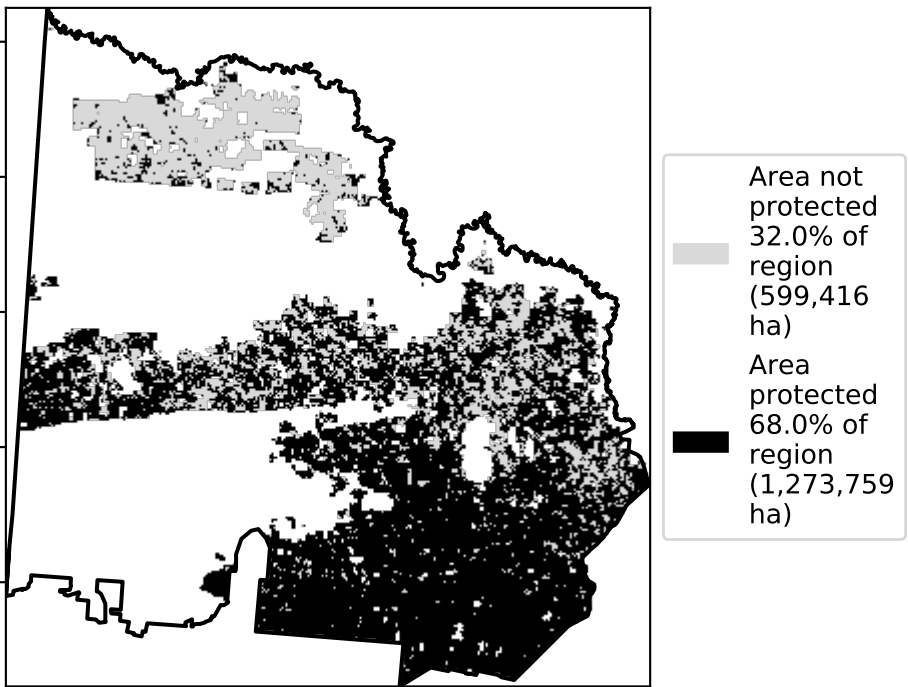 Area not
protected
32.0% of
region
(599,416
ha)
Area
protected
68.0% of
region
(1,273,759
ha)